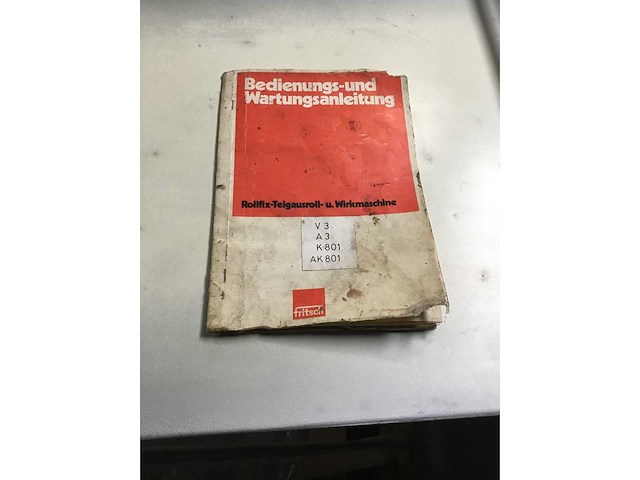 Bedienungs-und
Wartungsanleitung
Rollfix-Teigausroll- u. Wirkmaschine
V 3
A 3
K-801
AK 801
fritsch